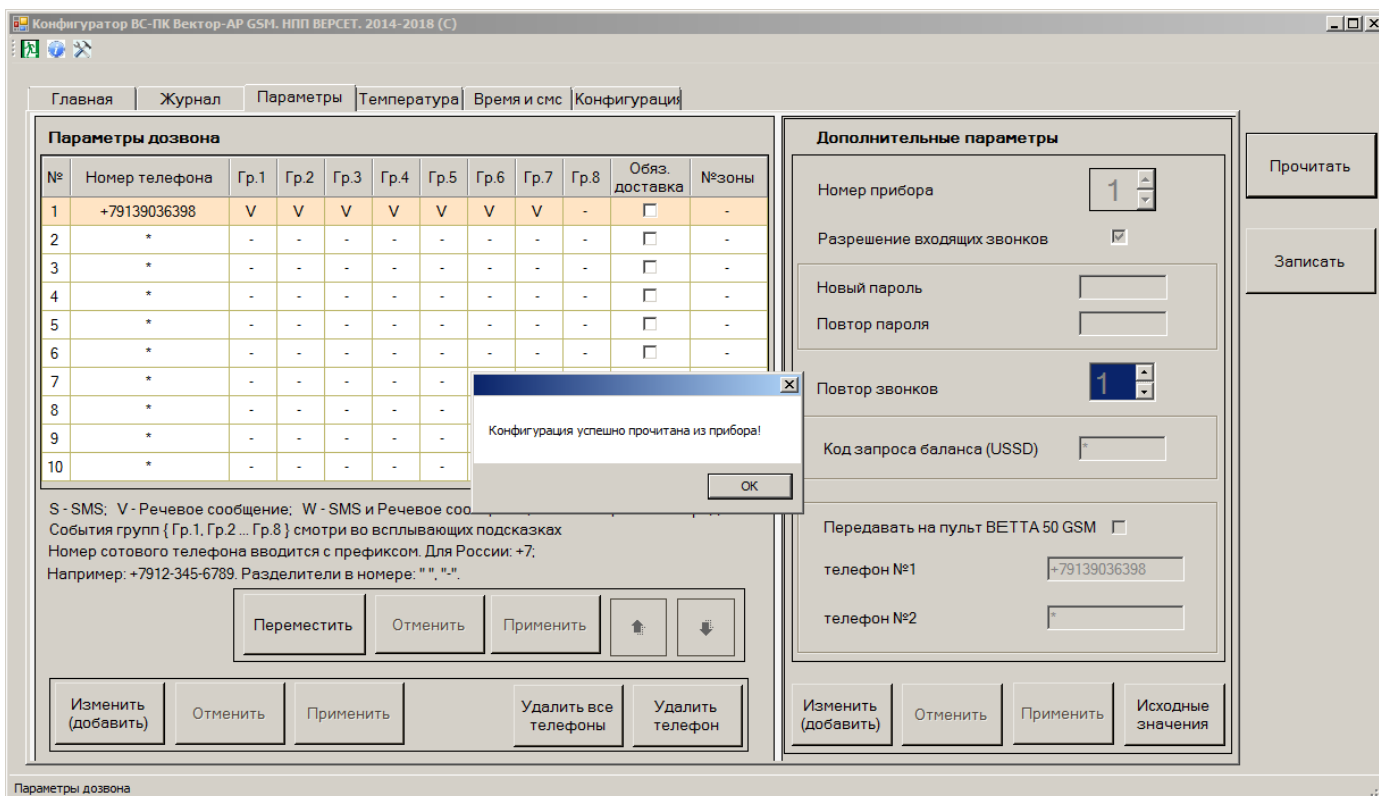 Конфигуратор ВС-ПК Вектор-АР GSM. НПП ВЕРСЕТ. 2014-2018 (C)
Главная Журнал Параметры Температура Время и смс Конфигурация
Параметры дозвона
№ Номер телефона Гр.1 Гр.2 Гр.3 Гр.4 Гр.5 Гр.6 Гр.7 Гр.8 Обяз. доставка №зоны
1 +79139036398 V V V V V V V - -
2 * - - - - - - - - -
3 * - - - - - - - - -
4 * - - - - - - - - -
5 * - - - - - - - - -
6 * - - - - - - - - -
7 * - - - - -
8 * - - - - -
9 * - - - - -
10 * - - - - -
Конфигурация успешно прочитана из прибора!
OK
S - SMS; V - Речевое сообщение; W - SMS и Речевое
События групп { Гр.1, Гр.2 ... Гр.8 } смотри во всплывающих подсказках
Номер сотового телефона вводится с префиксом. Для России: +7;
Например: +7912-345-6789. Разделители в номере: " ", "-".
Переместить Отменить Применить
Изменить (добавить) Отменить Применить Удалить все телефоны Удалить телефон
Дополнительные параметры
Номер прибора 1
Разрешение входящих звонков
Новый пароль
Повтор пароля
Повтор звонков 1
Код запроса баланса (USSD) *
Передавать на пульт BETTA 50 GSM
телефон №1 +79139036398
телефон №2 *
Изменить (добавить) Отменить Применить Исходные значения
Прочитать
Записать
Параметры дозвона